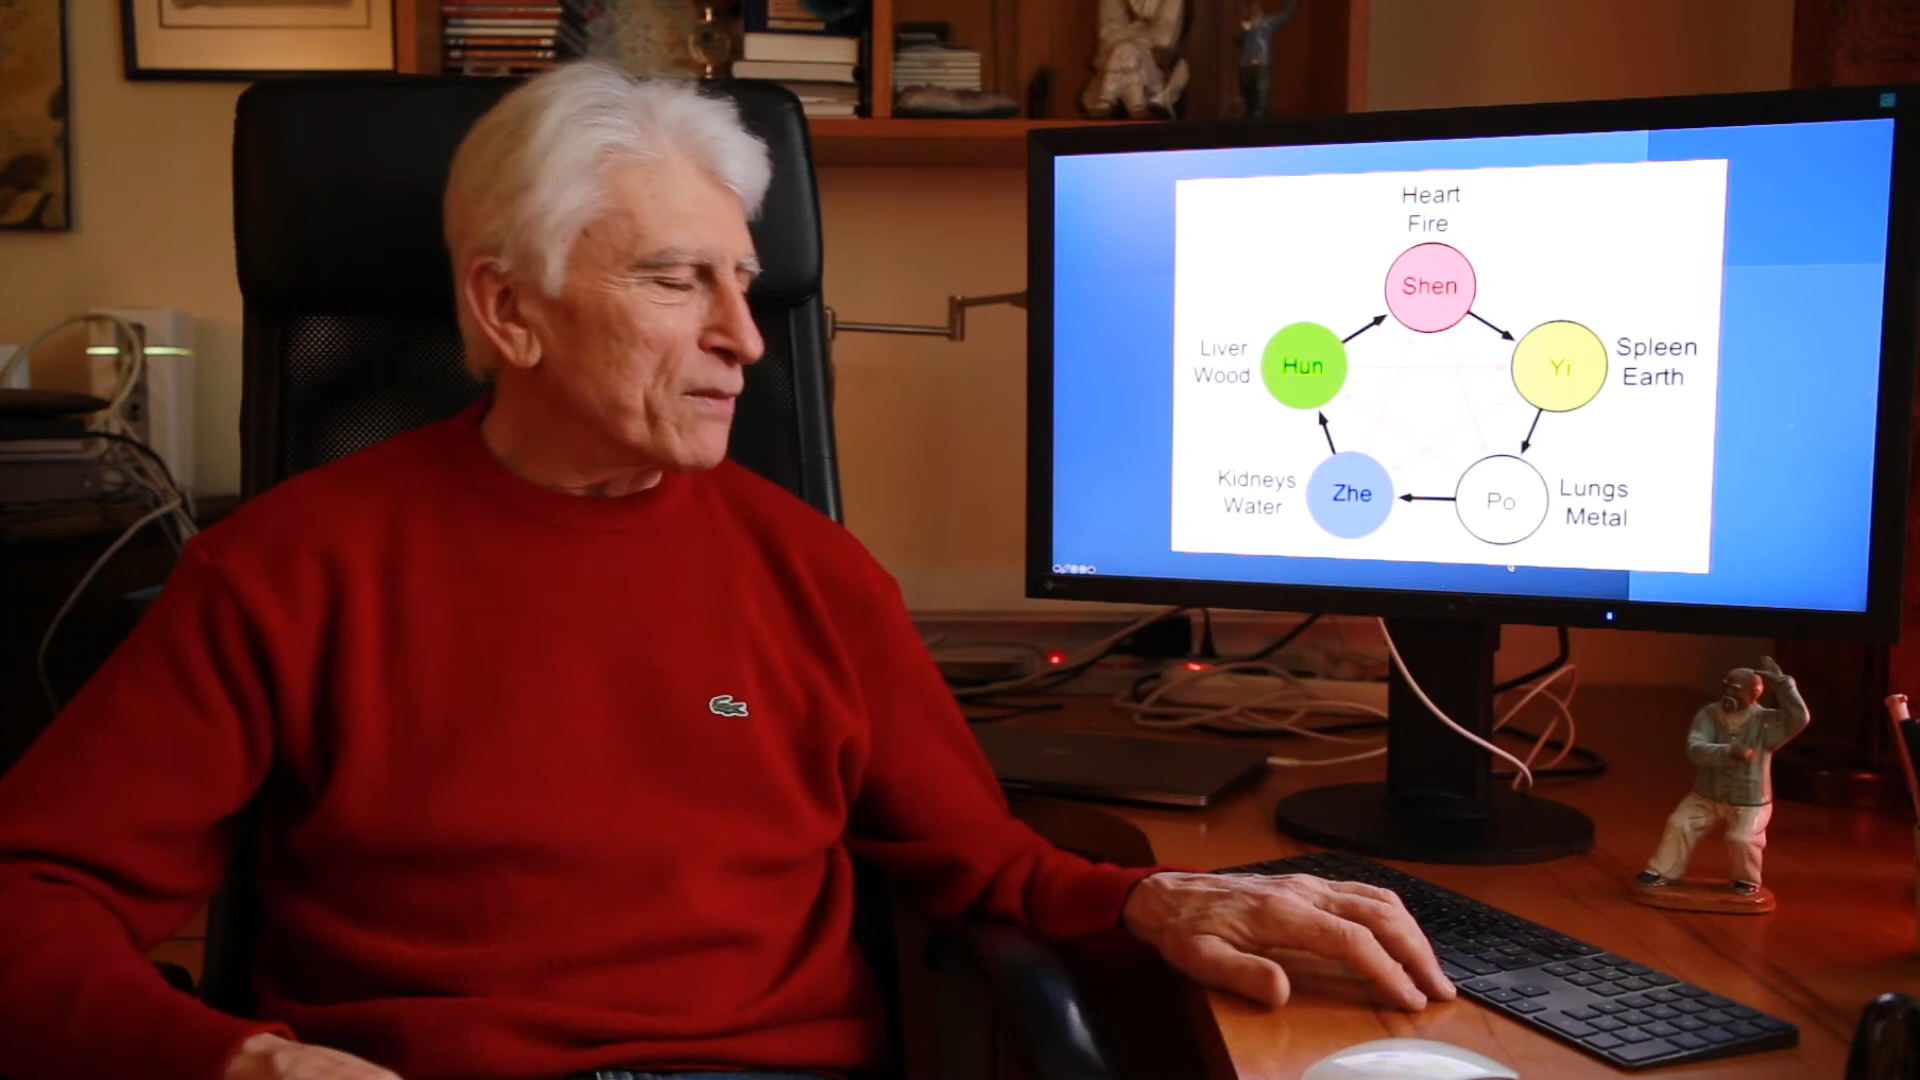 Heart
Fire
Shen
Liver
Wood
Hun
Yi
Spleen
Earth
Kidneys
Water
Zhe
Po
Lungs
Metal